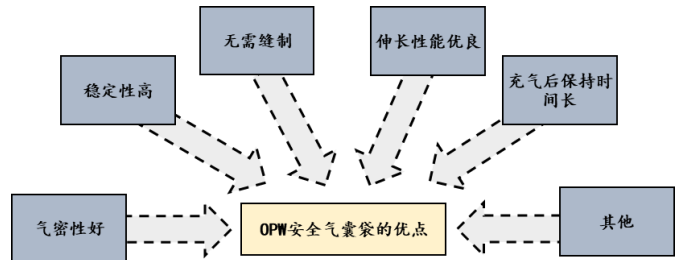 无需缝制
伸长性能优良
稳定性高
充气后保持时
间长
气密性好
OPW安全气囊袋的优点
其他